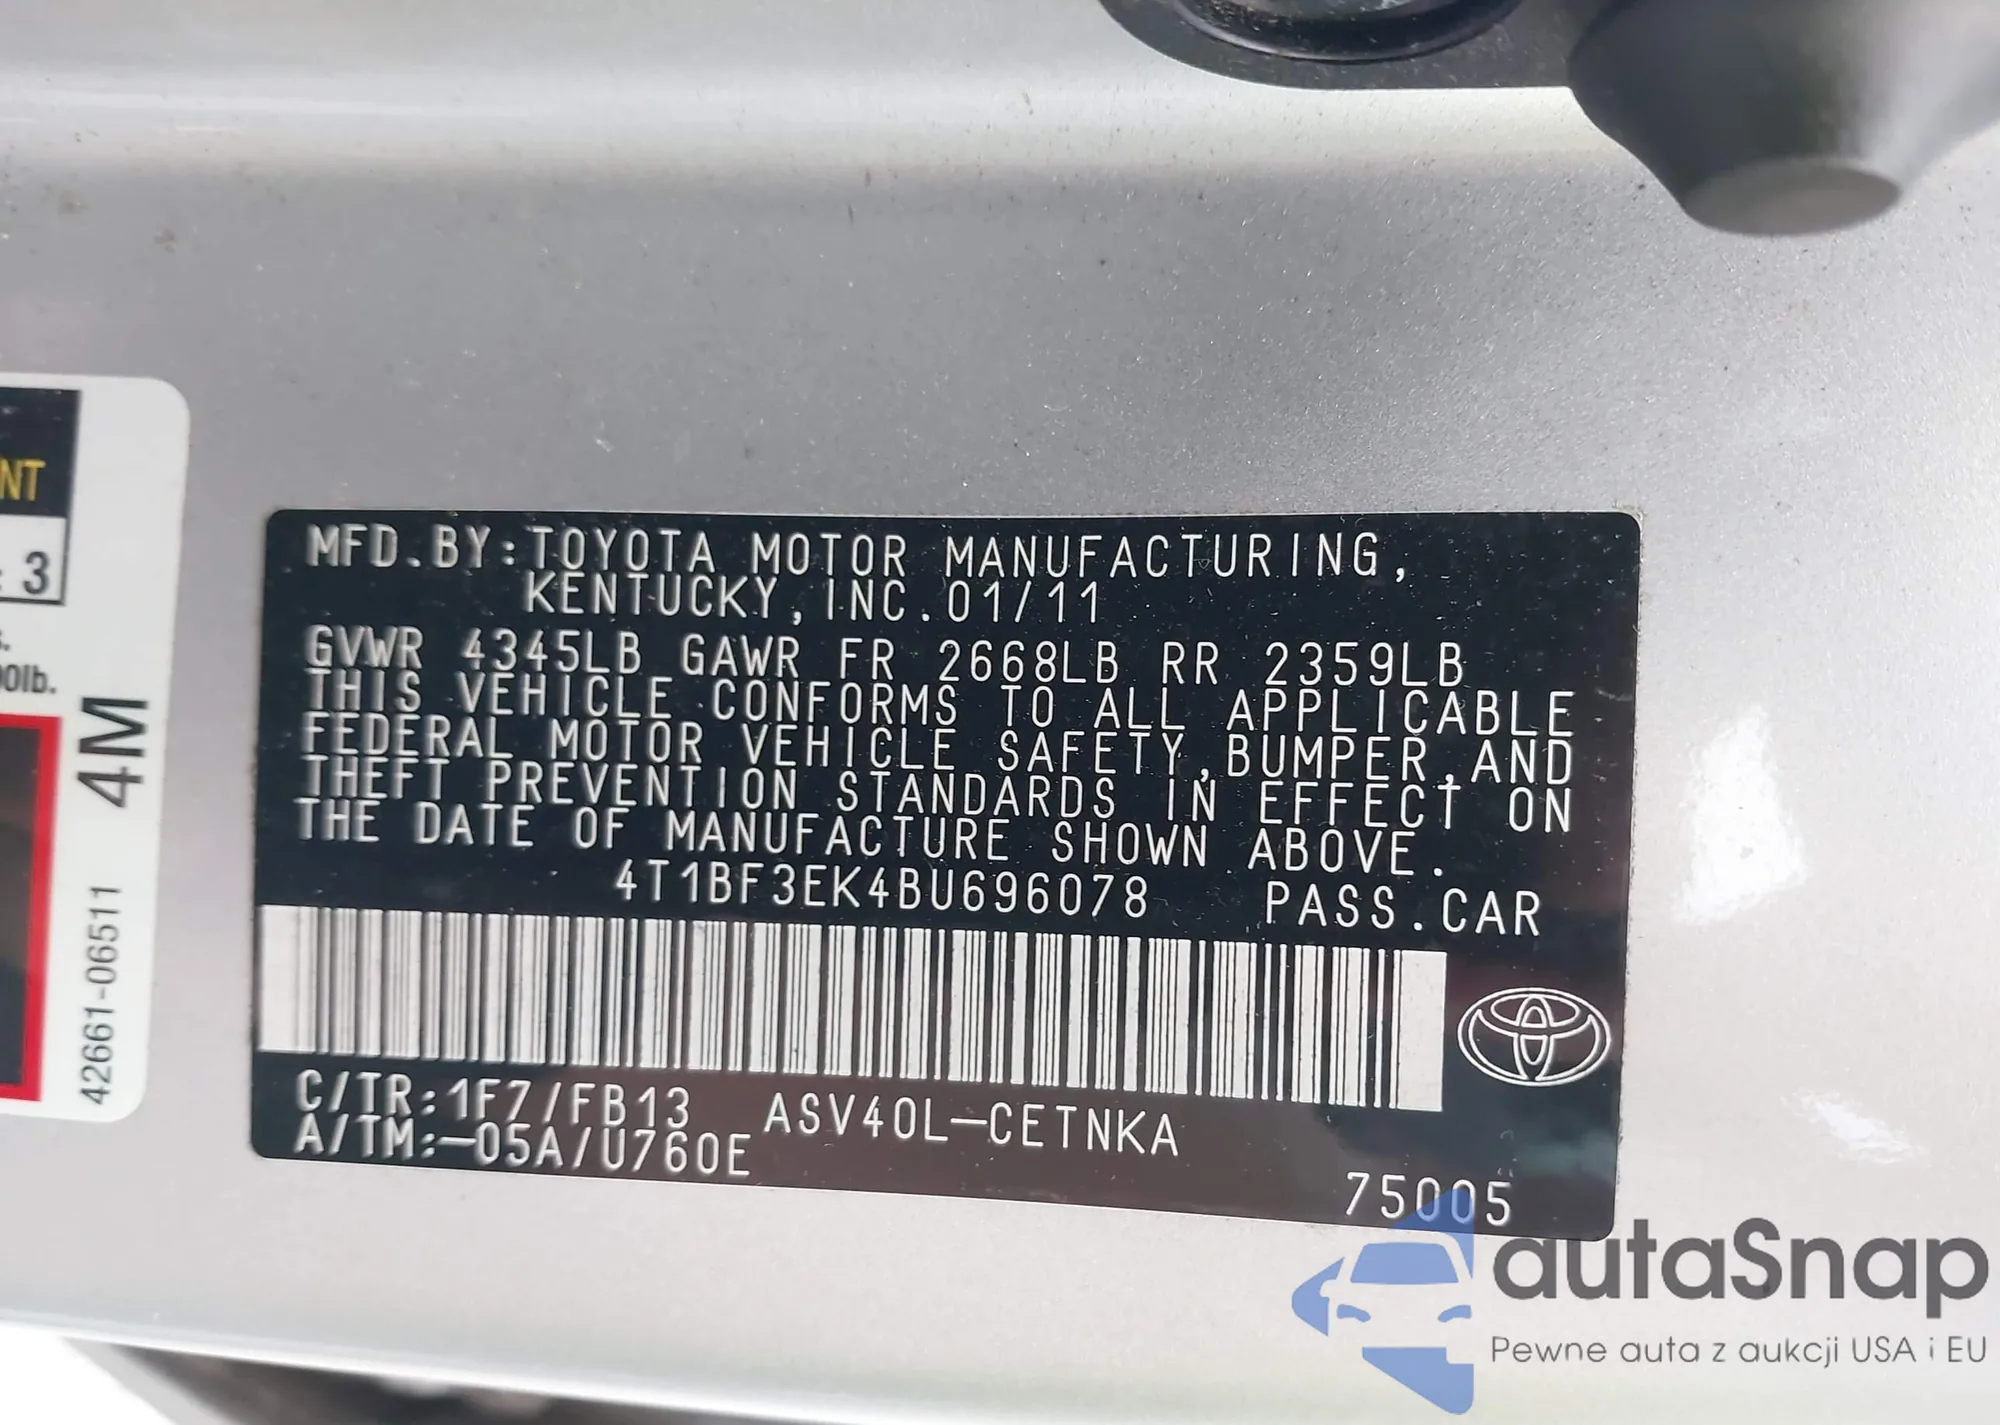 NT
: 3
s.
00lb.
4M
42661-06511
MFD.BY:TOYOTA MOTOR MANUFACTURING,
KENTUCKY,INC.01/11
GVWR 4345LB GAWR FR 2668LB RR 2359LB
THIS VEHICLE CONFORMS TO ALL APPLICABLE
FEDERAL MOTOR VEHICLE SAFETY,BUMPER,AND
THEFT PREVENTION STANDARDS IN EFFECT ON
THE DATE OF MANUFACTURE SHOWN ABOVE.
4T1BF3EK4BU696078 PASS.CAR
C/TR:1F7/FB13 ASV40L-CETNKA
A/TM:-05A/U760E
75005
autaSnap
Pewne auta z aukcji USA i EU